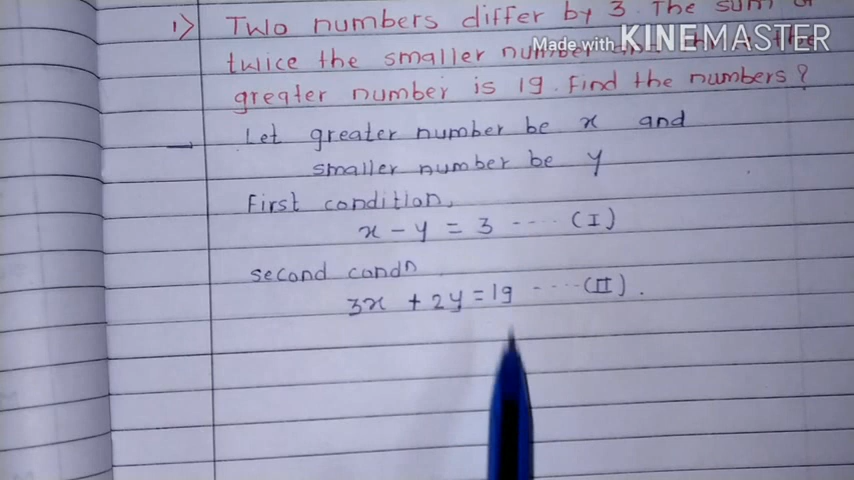 1) Two numbers differ by 3. The sum of
twice the smaller number
greater number is 19. Find the numbers?
Let greater number be x and
smaller number be y
First condition,
x - y = 3 ---- (I)
second condn
3x + 2y = 19 ---- (II).
Made with KINEMASTER